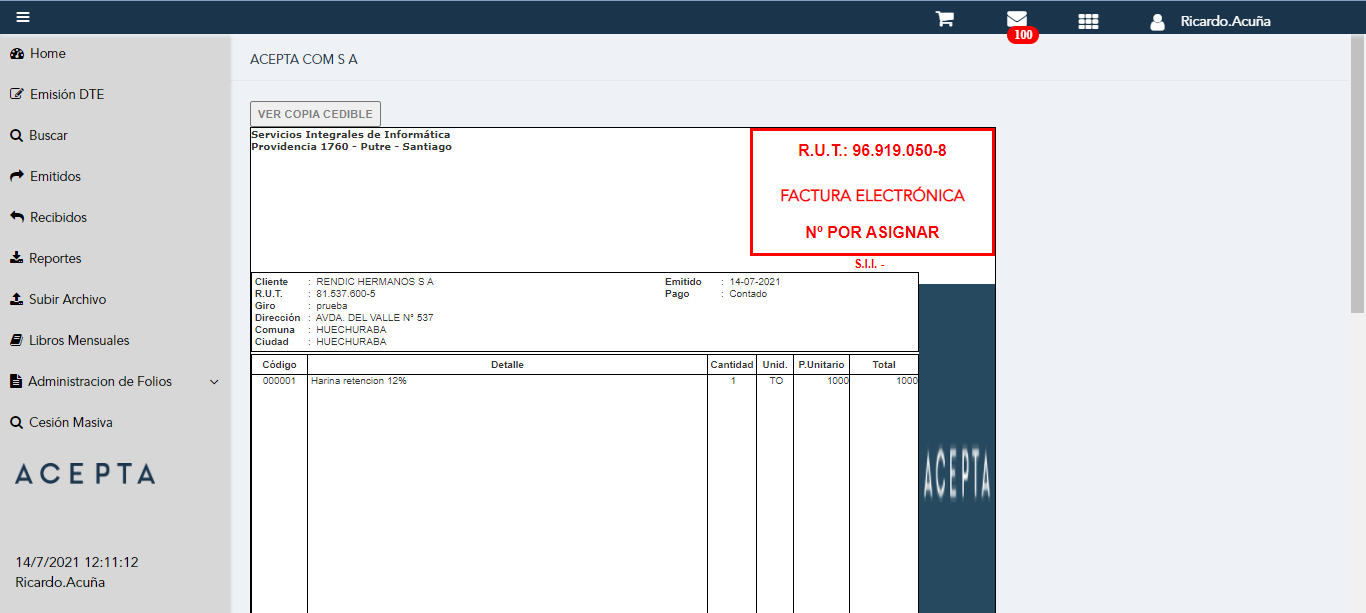 Ricardo.Acuña
100
Home
Emisión DTE
Buscar
Emitidos
Recibidos
Reportes
Subir Archivo
Libros Mensuales
Administracion de Folios
Cesión Masiva
ACEPTA
14/7/2021 12:11:12
Ricardo.Acuña
ACEPTA COM S A
VER COPIA CEDIBLE
Servicios Integrales de Informática
Providencia 1760 - Putre - Santiago
R.U.T.: 96.919.050-8
FACTURA ELECTRÓNICA
Nº POR ASIGNAR
S.I.I. -
Cliente : RENDIC HERMANOS S A Emitido : 14-07-2021
R.U.T. : 81.537.600-5 Pago : Contado
Giro : prueba
Dirección : AVDA. DEL VALLE N° 537
Comuna : HUECHURABA
Ciudad : HUECHURABA
Código Detalle Cantidad Unid. P.Unitario Total
000001 Harina retencion 12% 1 TO 1000 1000
ACEPTA